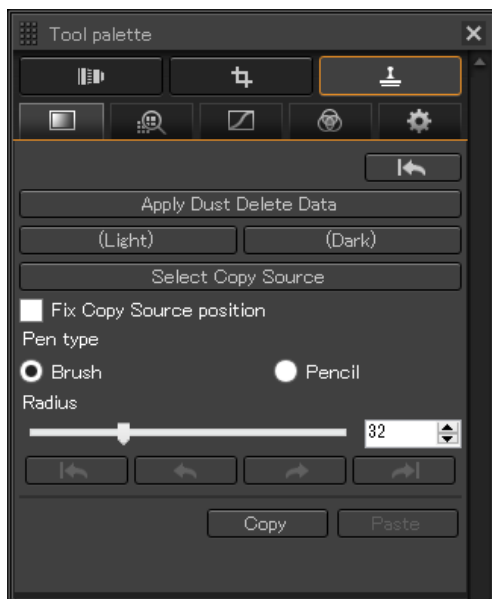 Tool palette
Apply Dust Delete Data
(Light) (Dark)
Select Copy Source
Fix Copy Source position
Pen type
Brush Pencil
Radius
32
Copy Paste